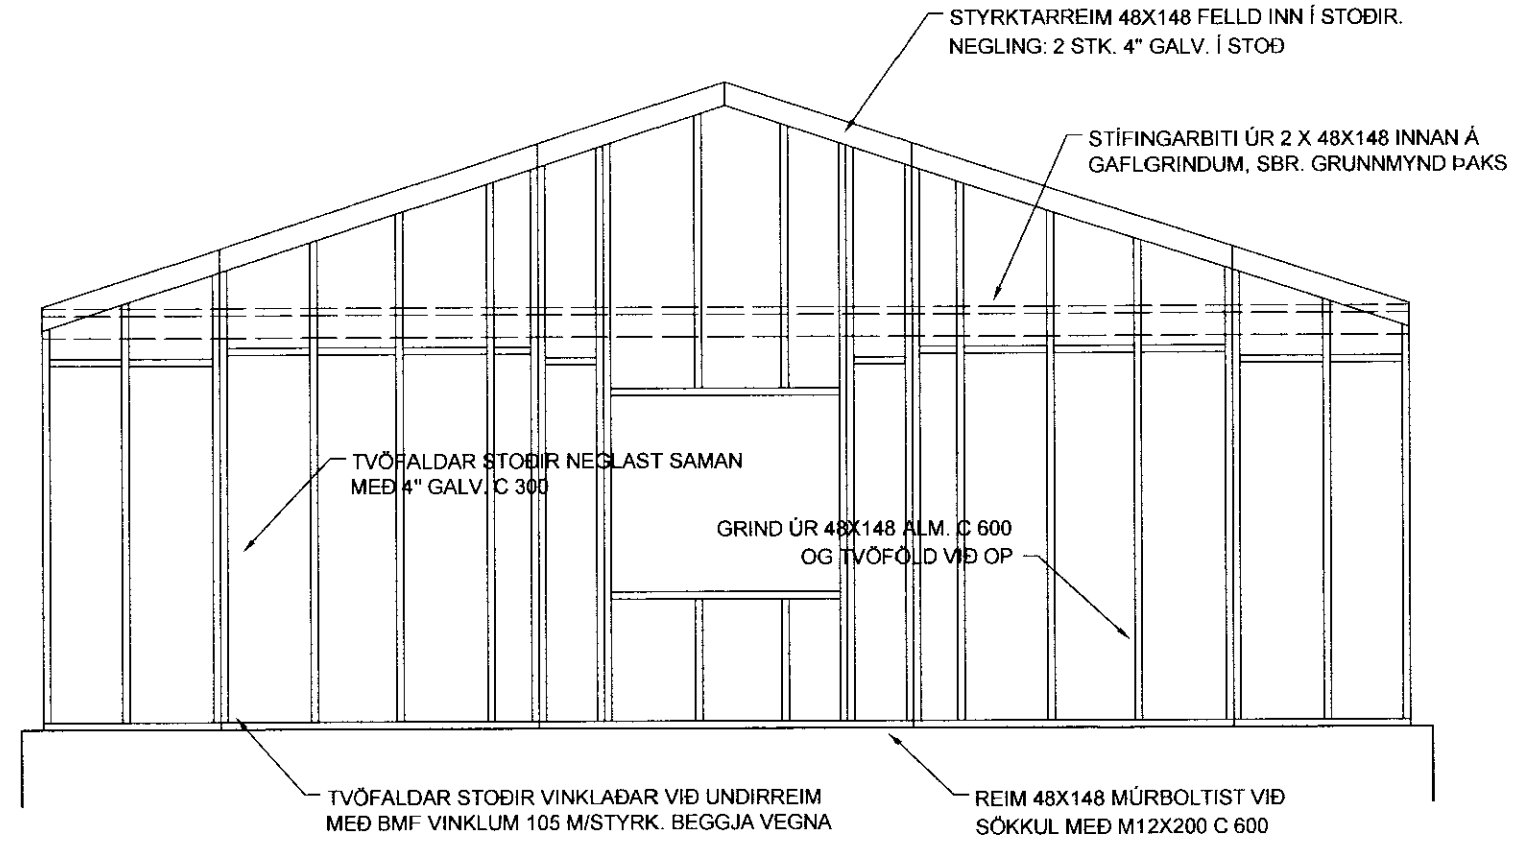 STYRKTARREIM 48X148 FELLD INN Í STOÐIR.
NEGLING: 2 STK. 4" GALV. Í STOÐ
STÍFINGARBITI ÚR 2 X 48X148 INNAN Á
GAFLGRINDUM, SBR. GRUNNMYND ÞAKS
TVÖFALDAR STOÐIR NEGLAST SAMAN
MEÐ 4" GALV. C 300
GRIND ÚR 48X148 ALM. C 600
OG TVÖFÖLD VIÐ OP
TVÖFALDAR STOÐIR VINKLAÐAR VIÐ UNDIRREIM
MEÐ BMF VINKLUM 105 M/STYRK. BEGGJA VEGNA
REIM 48X148 MÚRBOLTIST VIÐ
SÖKKUL MEÐ M12X200 C 600